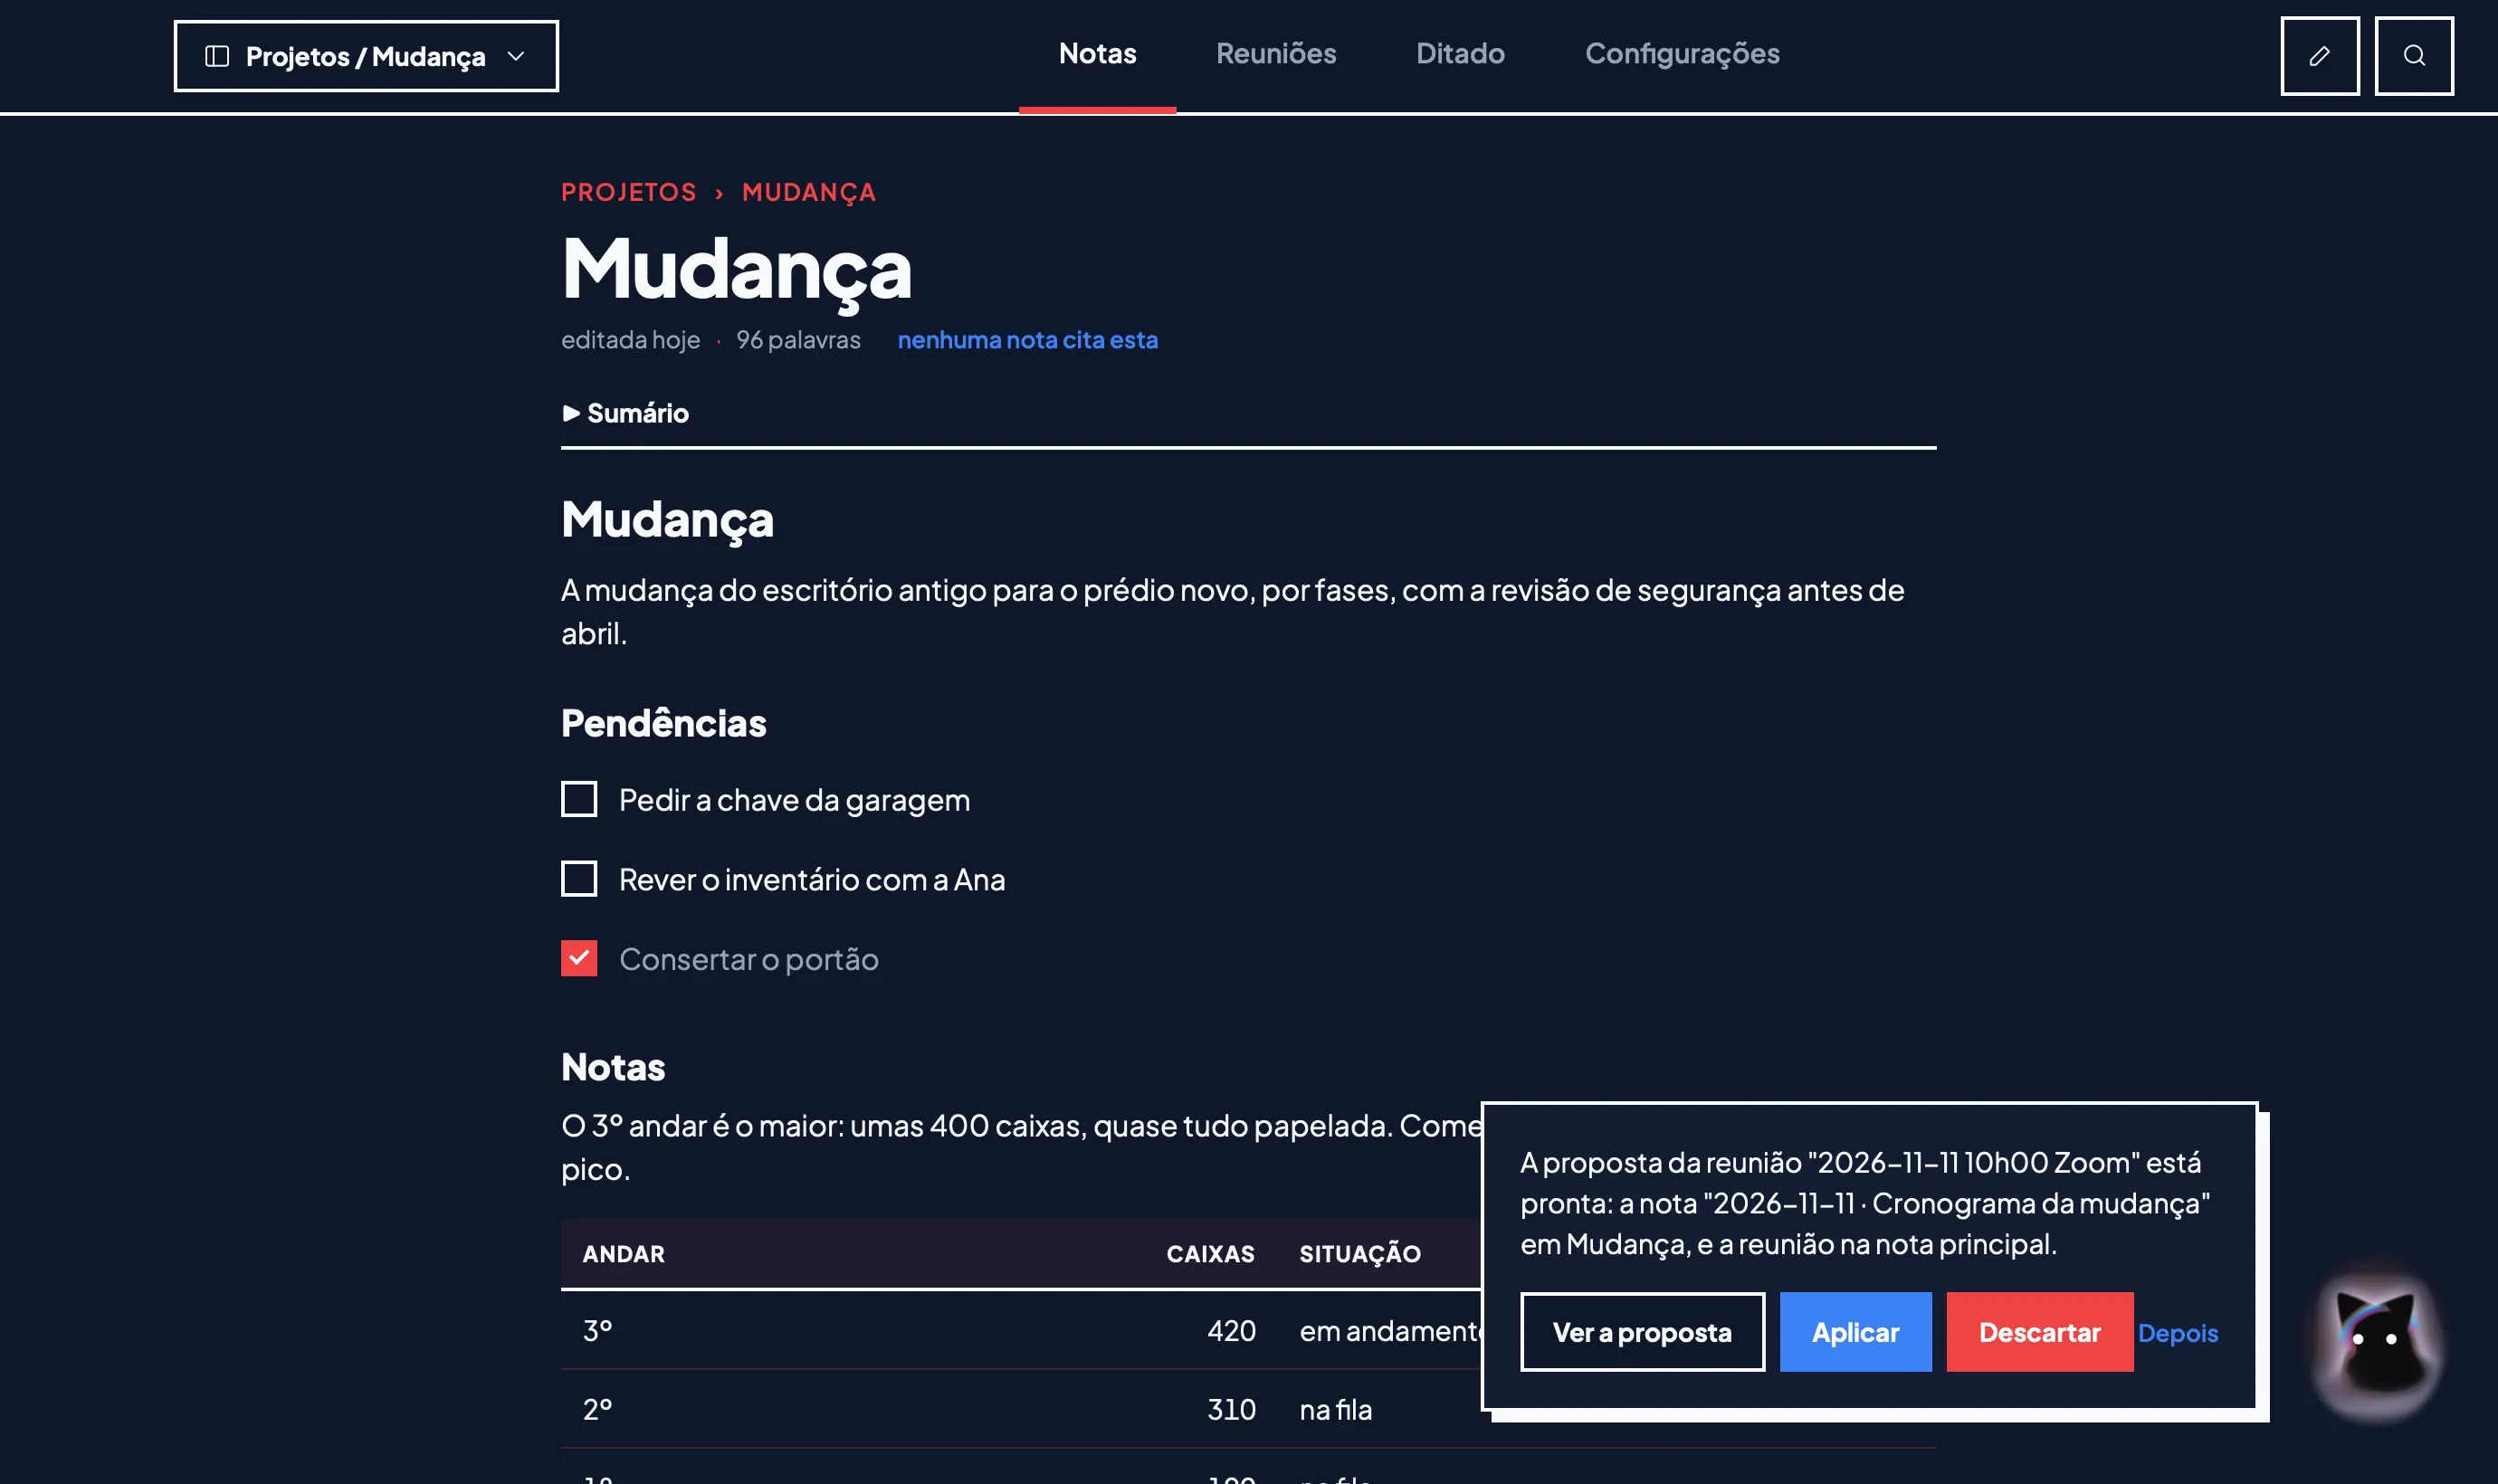 Projetos / Mudança
Notas
Reuniões
Ditado
Configurações
PROJETOS › MUDANÇA
Mudança
editada hoje · 96 palavras nenhuma nota cita esta
Sumário
Mudança
A mudança do escritório antigo para o prédio novo, por fases, com a revisão de segurança antes de
abril.
Pendências
Pedir a chave da garagem
Rever o inventário com a Ana
Consertar o portão
Notas
O 3º andar é o maior: umas 400 caixas, quase tudo papelada. Come
pico.
ANDAR CAIXAS SITUAÇÃO
3º 420 em andamento
2º 310 na fila
A proposta da reunião "2026-11-11 10h00 Zoom" está
pronta: a nota "2026-11-11 · Cronograma da mudança"
em Mudança, e a reunião na nota principal.
Ver a proposta
Aplicar
Descartar
Depois